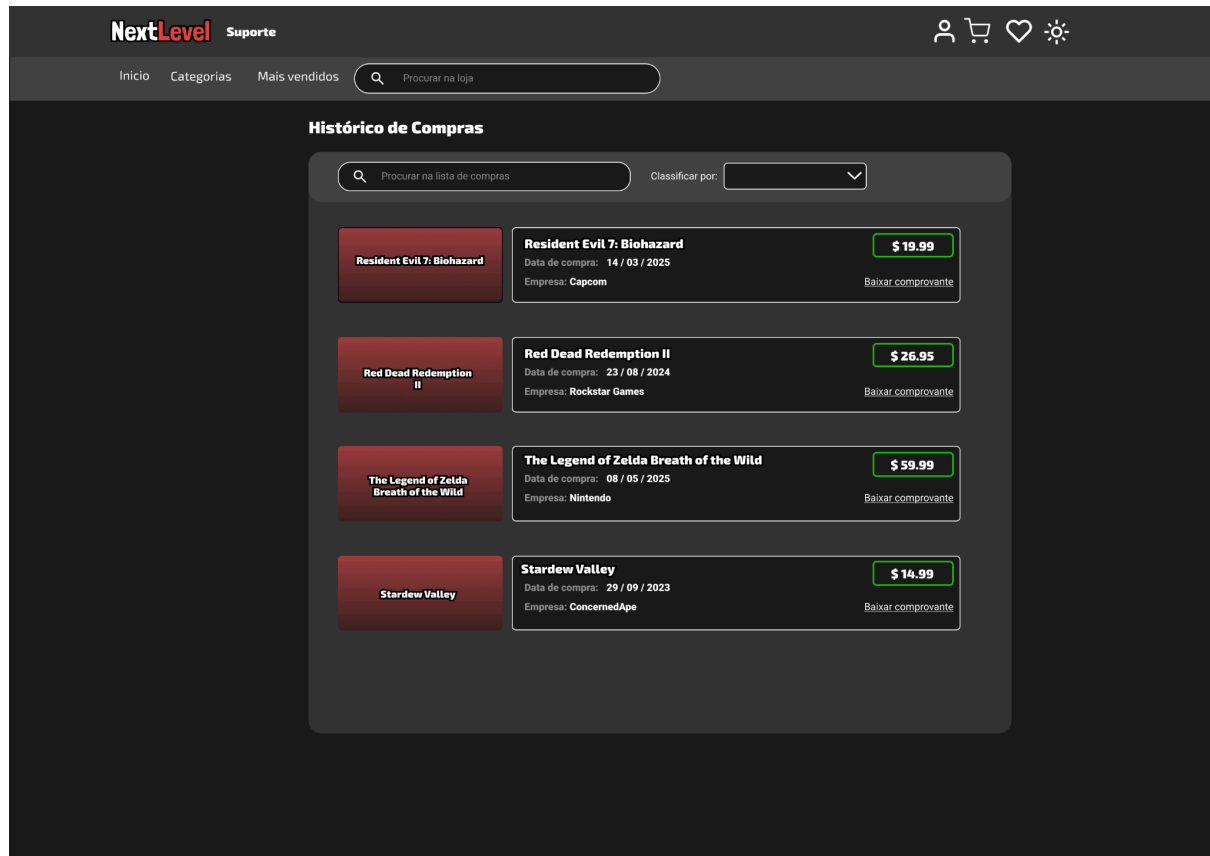 NextLevel Suporte
Inicio Categorias Mais vendidos Procurar na loja
Histórico de Compras
Procurar na lista de compras Classificar por:
Resident Evil 7: Biohazard
Resident Evil 7: Biohazard
Data de compra: 14 / 03 / 2025
Empresa: Capcom
$ 19.99
Baixar comprovante
Red Dead Redemption
II
Red Dead Redemption II
Data de compra: 23 / 08 / 2024
Empresa: Rockstar Games
$ 26.95
Baixar comprovante
The Legend of Zelda
Breath of the Wild
The Legend of Zelda Breath of the Wild
Data de compra: 08 / 05 / 2025
Empresa: Nintendo
$ 59.99
Baixar comprovante
Stardew Valley
Stardew Valley
Data de compra: 29 / 09 / 2023
Empresa: ConcernedApe
$ 14.99
Baixar comprovante